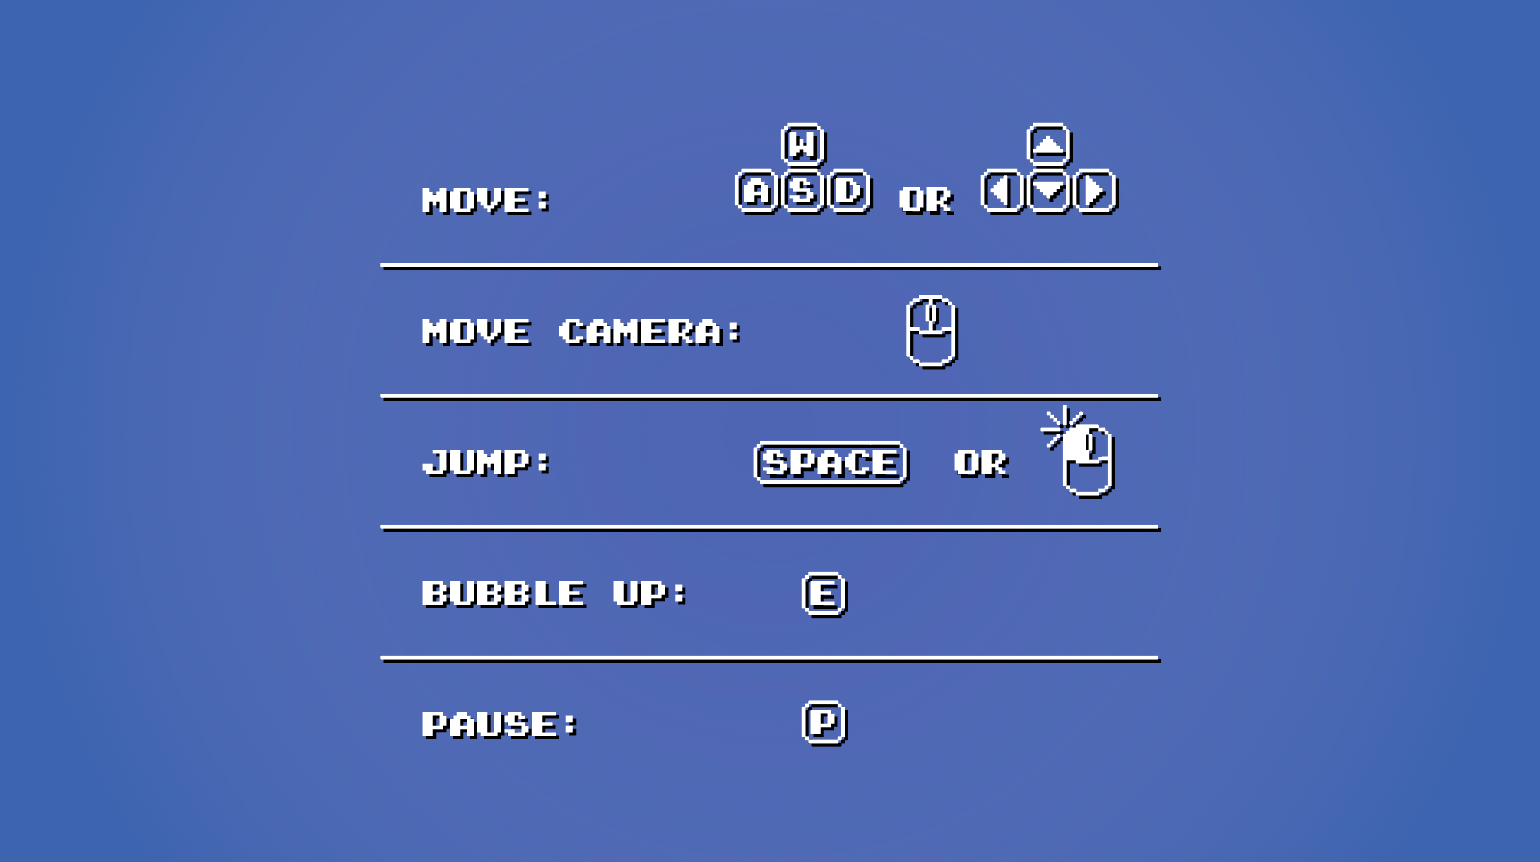 W
MOVE: A S D OR
MOVE CAMERA:
JUMP: SPACE OR
BUBBLE UP: E
PAUSE: P